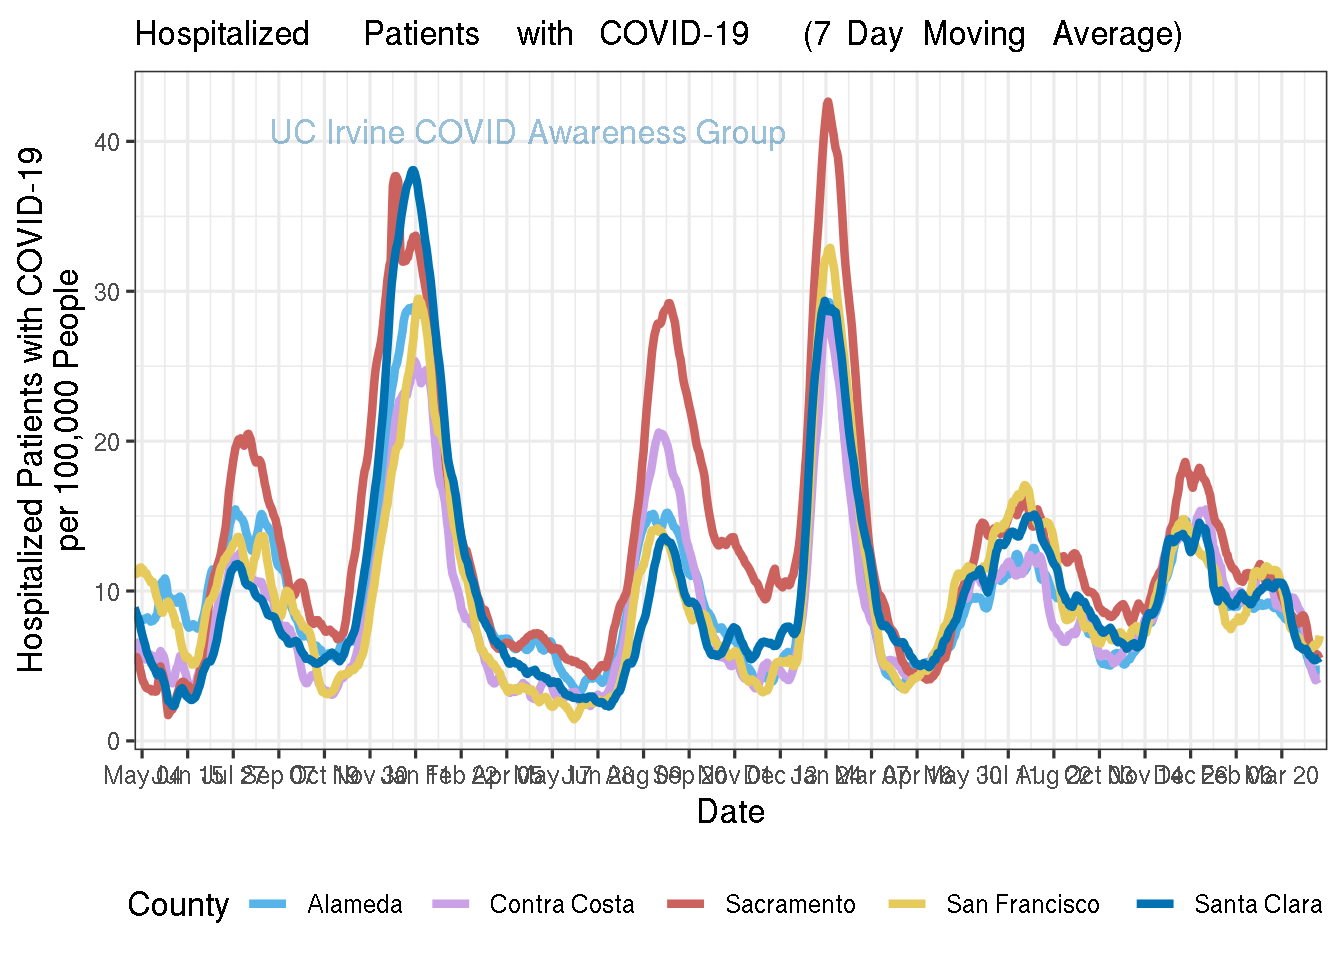 Hospitalized Patients with COVID-19 (7 Day Moving Average)
UC Irvine COVID Awareness Group
Hospitalized Patients with COVID-19
per 100,000 People
40
30
20
10
0
May 04 Jun 15 Jul 27 Sep 07 Oct 19 Nov 30 Jan 11 Feb 22 Apr 05 May 17 Jun 28 Aug 09 Sep 20 Nov 01 Dec 13 Jan 24 Mar 07 Apr 18 May 30 Jul 11 Aug 22 Oct 03 Nov 14 Dec 26 Feb 06 Mar 20
Date
County Alameda Contra Costa Sacramento San Francisco Santa Clara